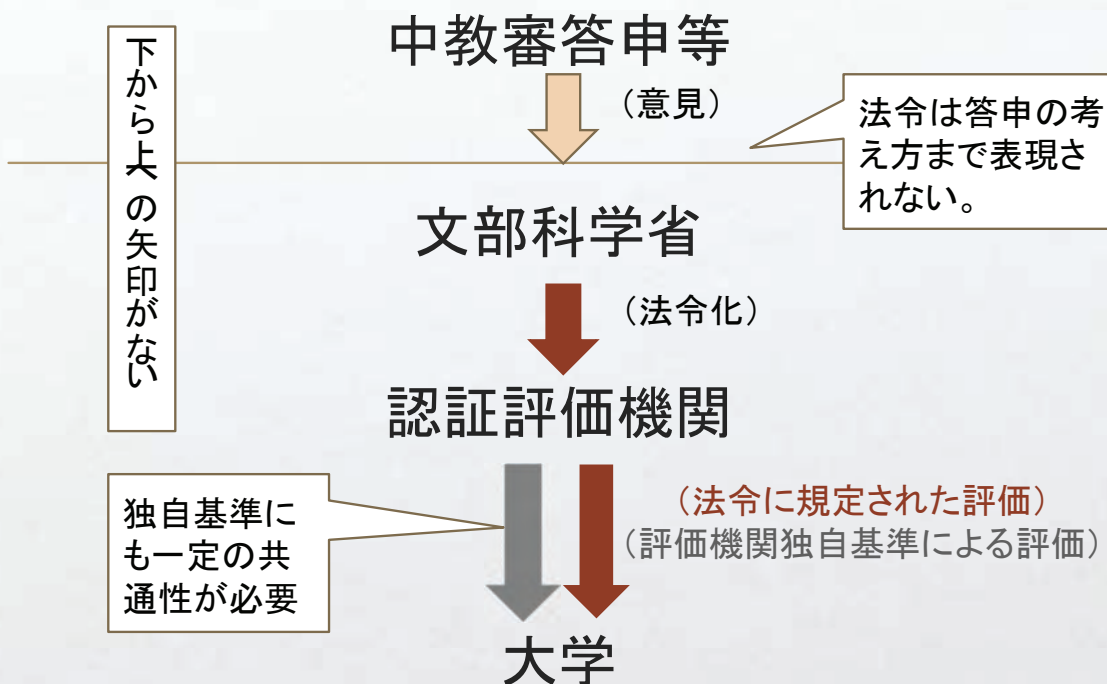 中教審答申等
(意見)
下から上への矢印がない
法令は答申の考
え方まで表現さ
れない。
文部科学省
(法令化)
認証評価機関
独自基準に
も一定の共
通性が必要
(法令に規定された評価)
(評価機関独自基準による評価)
大学